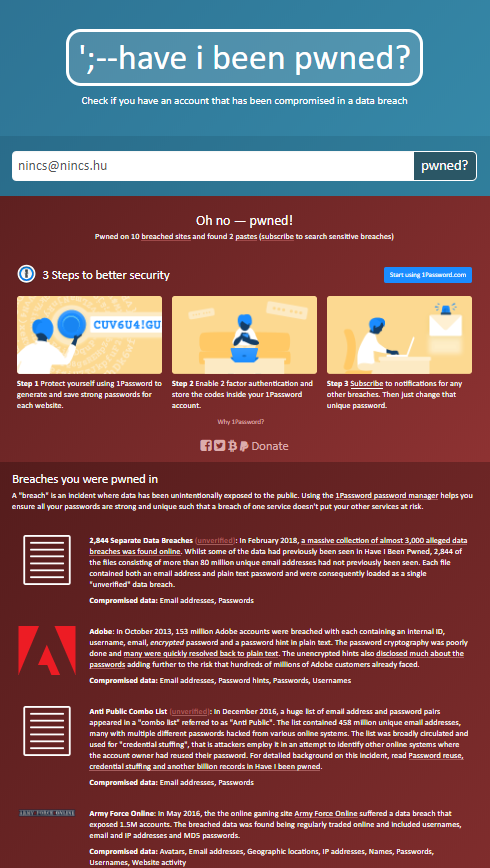 ';--have i been pwned?
Check if you have an account that has been compromised in a data breach
nincs@nincs.hu
pwned?
Oh no — pwned!
Pwned on 10 breached sites and found 2 pastes (subscribe to search sensitive breaches)
3 Steps to better security
Start using 1Password.com
CUV6U4!GU
Step 1 Protect yourself using 1Password to
generate and save strong passwords for
each website.
Step 2 Enable 2 factor authentication and
store the codes inside your 1Password
account.
Step 3 Subscribe to notifications for any
other breaches. Then just change that
unique password.
Why 1Password?
Donate
Breaches you were pwned in
A "breach" is an incident where data has been unintentionally exposed to the public. Using the 1Password password manager helps you
ensure all your passwords are strong and unique such that a breach of one service doesn't put your other services at risk.
2,844 Separate Data Breaches (unverified): In February 2018, a massive collection of almost 3,000 alleged data
breaches was found online. Whilst some of the data had previously been seen in Have I Been Pwned, 2,844 of
the files consisting of more than 80 million unique email addresses had not previously been seen. Each file
contained both an email address and plain text password and were consequently loaded as a single
"unverified" data breach.
Compromised data: Email addresses, Passwords
Adobe: In October 2013, 153 million Adobe accounts were breached with each containing an internal ID,
username, email, encrypted password and a password hint in plain text. The password cryptography was poorly
done and many were quickly resolved back to plain text. The unencrypted hints also disclosed much about the
passwords adding further to the risk that hundreds of millions of Adobe customers already faced.
Compromised data: Email addresses, Password hints, Passwords, Usernames
Anti Public Combo List (unverified): In December 2016, a huge list of email address and password pairs
appeared in a "combo list" referred to as "Anti Public". The list contained 458 million unique email addresses,
many with multiple different passwords hacked from various online systems. The list was broadly circulated and
used for "credential stuffing", that is attackers employ it in an attempt to identify other online systems where
the account owner had reused their password. For detailed background on this incident, read Password reuse,
credential stuffing and another billion records in Have I been pwned.
Compromised data: Email addresses, Passwords
ARMY FORCE ONLINE
Army Force Online: In May 2016, the the online gaming site Army Force Online suffered a data breach that
exposed 1.5M accounts. The breached data was found being regularly traded online and included usernames,
email and IP addresses and MD5 passwords.
Compromised data: Avatars, Email addresses, Geographic locations, IP addresses, Names, Passwords,
Usernames, Website activity